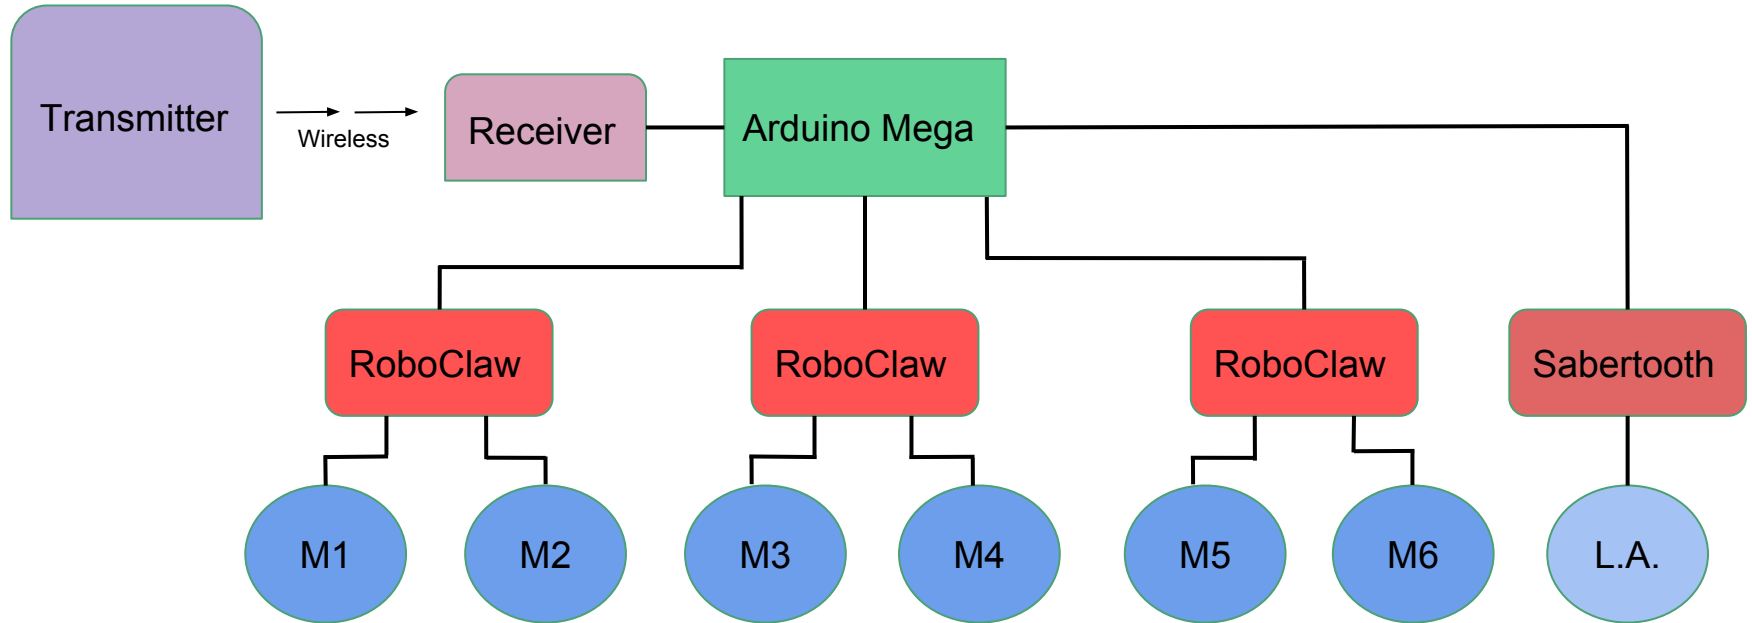 Transmitter
Wireless
Receiver
Arduino Mega
RoboClaw
RoboClaw
RoboClaw
Sabertooth
M1
M2
M3
M4
M5
M6
L.A.